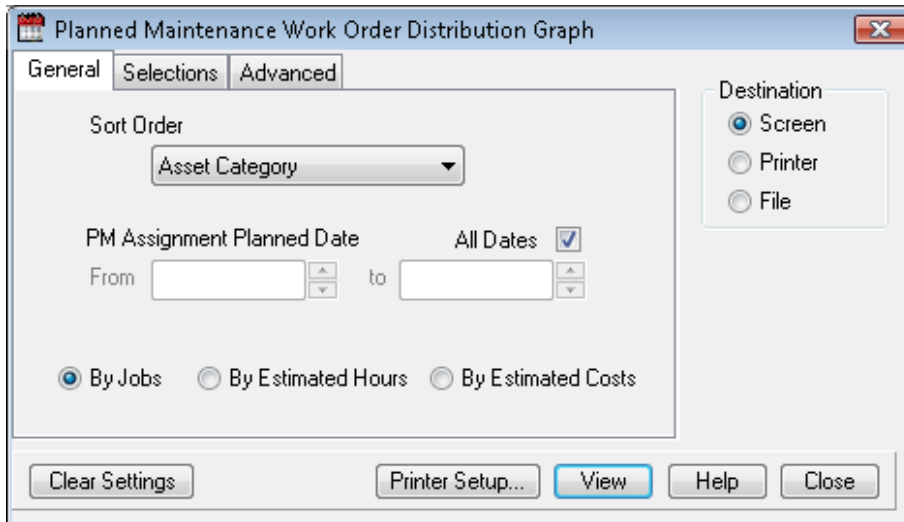 Planned Maintenance Work Order Distribution Graph
General Selections Advanced
Destination
Sort Order
Screen
Asset Category
Printer
File
PM Assignment Planned Date All Dates
From to
By Jobs By Estimated Hours By Estimated Costs
Clear Settings Printer Setup... View Help Close